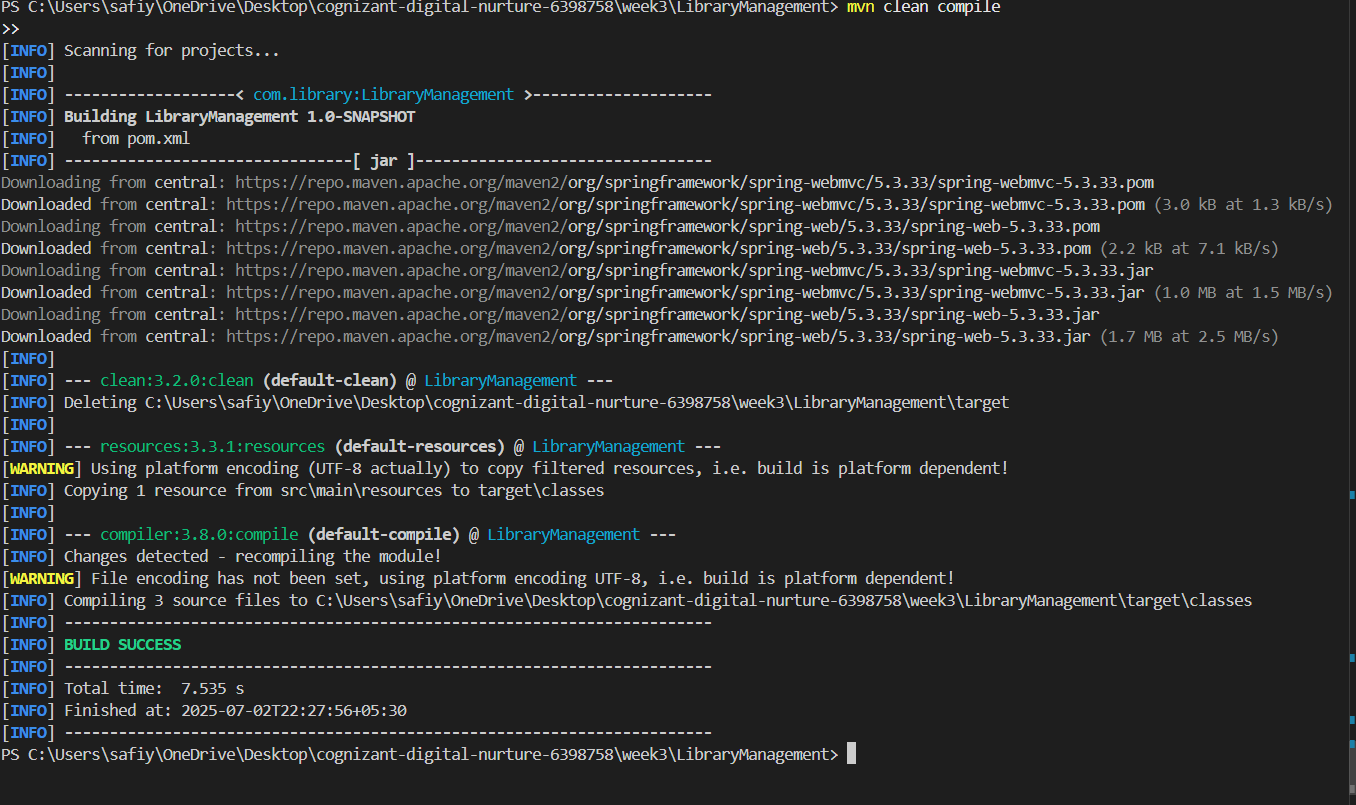 PS C:\Users\safiy\OneDrive\Desktop\cognizant-digital-nurture-6398758\week3\LibraryManagement> mvn clean compile
>>
[INFO] Scanning for projects...
[INFO]
[INFO] -------------------< com.library:LibraryManagement >--------------------
[INFO] Building LibraryManagement 1.0-SNAPSHOT
[INFO]   from pom.xml
[INFO] --------------------------------[ jar ]---------------------------------
Downloading from central: https://repo.maven.apache.org/maven2/org/springframework/spring-webmvc/5.3.33/spring-webmvc-5.3.33.pom
Downloaded from central: https://repo.maven.apache.org/maven2/org/springframework/spring-webmvc/5.3.33/spring-webmvc-5.3.33.pom (3.0 kB at 1.3 kB/s)
Downloading from central: https://repo.maven.apache.org/maven2/org/springframework/spring-web/5.3.33/spring-web-5.3.33.pom
Downloaded from central: https://repo.maven.apache.org/maven2/org/springframework/spring-web/5.3.33/spring-web-5.3.33.pom (2.2 kB at 7.1 kB/s)
Downloading from central: https://repo.maven.apache.org/maven2/org/springframework/spring-webmvc/5.3.33/spring-webmvc-5.3.33.jar
Downloaded from central: https://repo.maven.apache.org/maven2/org/springframework/spring-webmvc/5.3.33/spring-webmvc-5.3.33.jar (1.0 MB at 1.5 MB/s)
Downloading from central: https://repo.maven.apache.org/maven2/org/springframework/spring-web/5.3.33/spring-web-5.3.33.jar
Downloaded from central: https://repo.maven.apache.org/maven2/org/springframework/spring-web/5.3.33/spring-web-5.3.33.jar (1.7 MB at 2.5 MB/s)
[INFO]
[INFO] --- clean:3.2.0:clean (default-clean) @ LibraryManagement ---
[INFO] Deleting C:\Users\safiy\OneDrive\Desktop\cognizant-digital-nurture-6398758\week3\LibraryManagement\target
[INFO]
[INFO] --- resources:3.3.1:resources (default-resources) @ LibraryManagement ---
[WARNING] Using platform encoding (UTF-8 actually) to copy filtered resources, i.e. build is platform dependent!
[INFO] Copying 1 resource from src\main\resources to target\classes
[INFO]
[INFO] --- compiler:3.8.0:compile (default-compile) @ LibraryManagement ---
[INFO] Changes detected - recompiling the module!
[WARNING] File encoding has not been set, using platform encoding UTF-8, i.e. build is platform dependent!
[INFO] Compiling 3 source files to C:\Users\safiy\OneDrive\Desktop\cognizant-digital-nurture-6398758\week3\LibraryManagement\target\classes
[INFO] ------------------------------------------------------------------------
[INFO] BUILD SUCCESS
[INFO] ------------------------------------------------------------------------
[INFO] Total time:  7.535 s
[INFO] Finished at: 2025-07-02T22:27:56+05:30
[INFO] ------------------------------------------------------------------------
PS C:\Users\safiy\OneDrive\Desktop\cognizant-digital-nurture-6398758\week3\LibraryManagement>